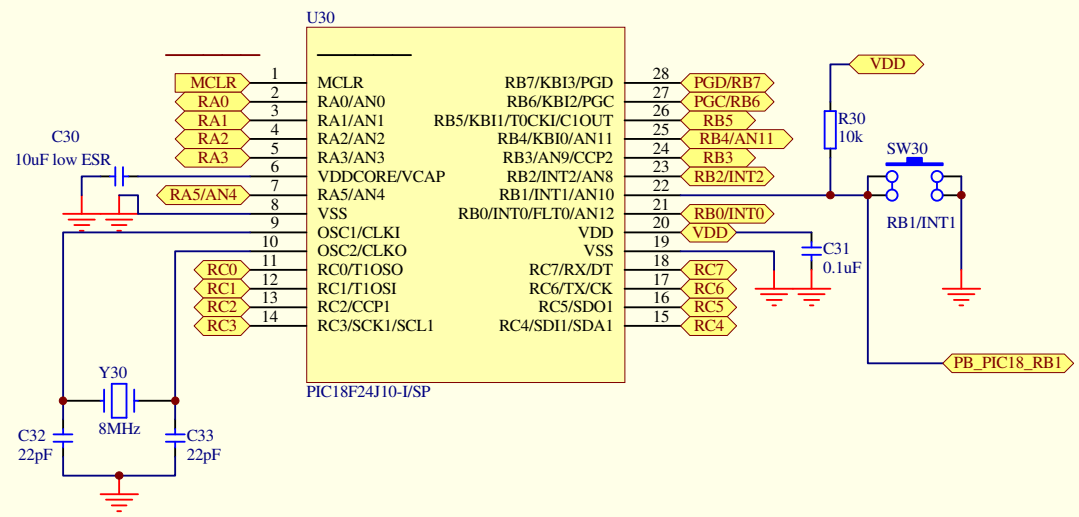 U30
MCLR 1 MCLR RB7/KBI3/PGD 28 PGD/RB7 VDD
RA0 2 RA0/AN0 RB6/KBI2/PGC 27 PGC/RB6
RA1 3 RA1/AN1 RB5/KBI1/T0CKI/C1OUT 26 RB5 R30
RA2 4 RA2/AN2 RB4/KBI0/AN11 25 RB4/AN11 10k
RA3 5 RA3/AN3 RB3/AN9/CCP2 24 RB3 SW30
C30
10uF low ESR
6 VDDCORE/VCAP RB2/INT2/AN8 23 RB2/INT2
RA5/AN4 7 RA5/AN4 RB1/INT1/AN10 22
8 VSS RB0/INT0/FLT0/AN12 21 RB0/INT0 RB1/INT1
9 OSC1/CLKI VDD 20 VDD
10 OSC2/CLKO VSS 19 C31
0.1uF
RC0 11 RC0/T1OSO RC7/RX/DT 18 RC7
RC1 12 RC1/T1OSI RC6/TX/CK 17 RC6
RC2 13 RC2/CCP1 RC5/SDO1 16 RC5
RC3 14 RC3/SCK1/SCL1 RC4/SDI1/SDA1 15 RC4
PB_PIC18_RB1
PIC18F24J10-I/SP
Y30
8MHz
C32
22pF
C33
22pF